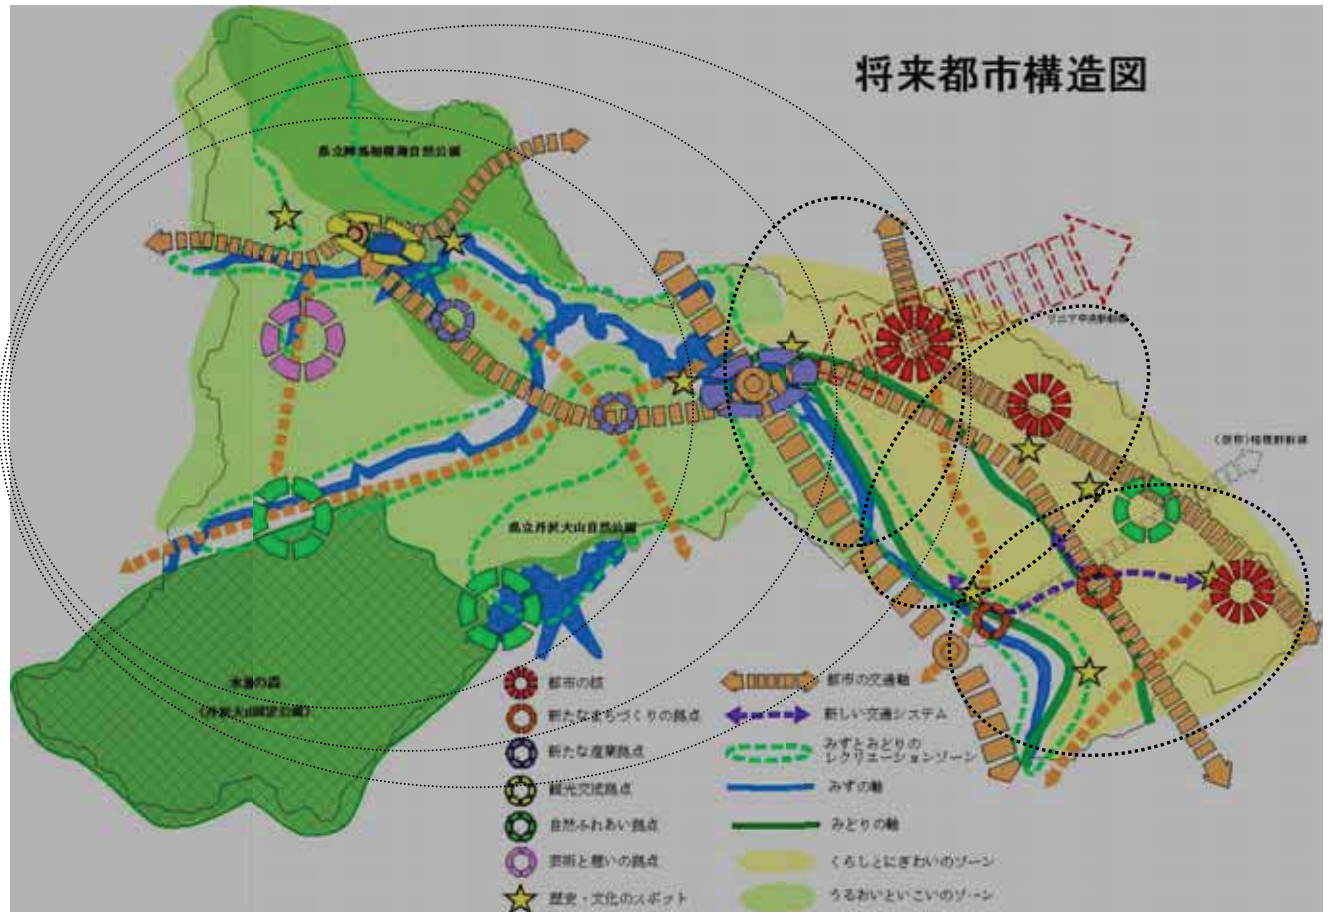 将来都市構造図
県立陣馬相模湖自然公園
リニア中央新幹線
(仮称)相模新幹線
県立丹沢大山自然公園
水源の森
(丹沢大山国定公園)
都市の核
新たなまちづくりの拠点
新たな産業拠点
観光交流拠点
自然ふれあい拠点
芸術と憩いの拠点
歴史・文化のスポット
都市の交通軸
新しい交通システム
みずとみどりの
レクリエーションゾーン
みずの軸
みどりの軸
くらしとにぎわいのゾーン
うるおいといこいのゾーン